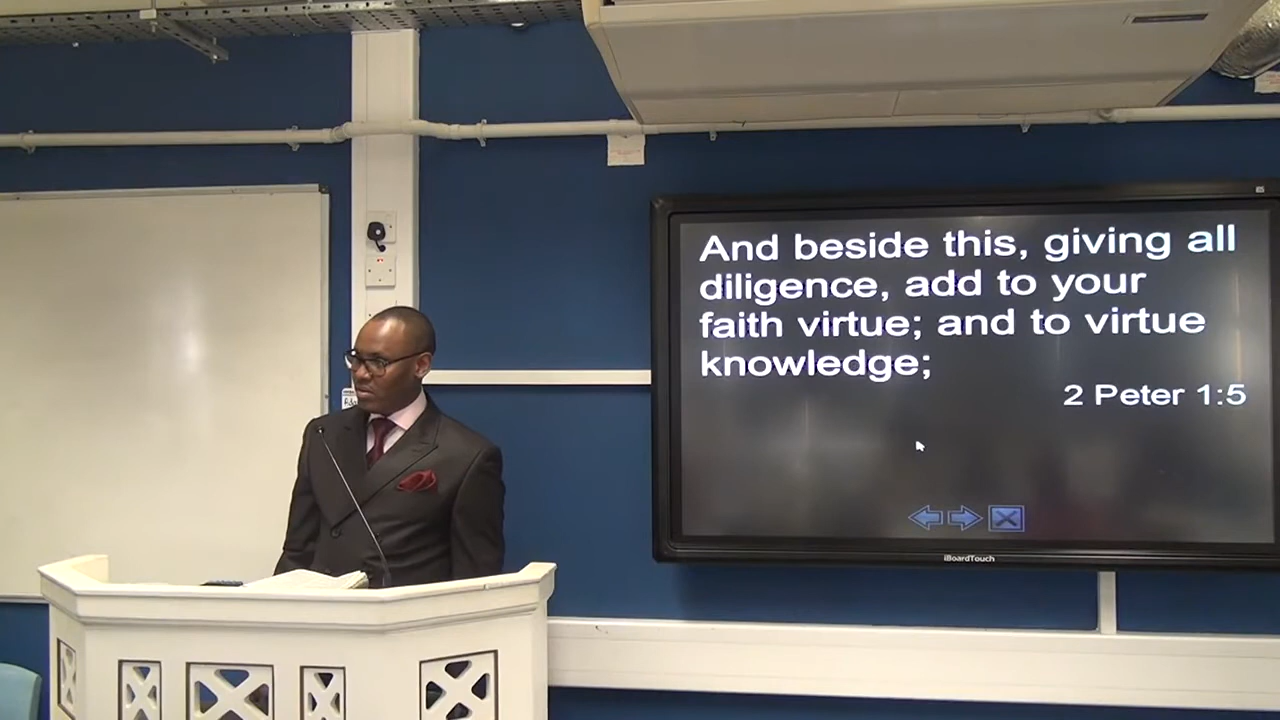 And beside this, giving all
diligence, add to your
faith virtue; and to virtue
knowledge;
2 Peter 1:5
iBoardTouch